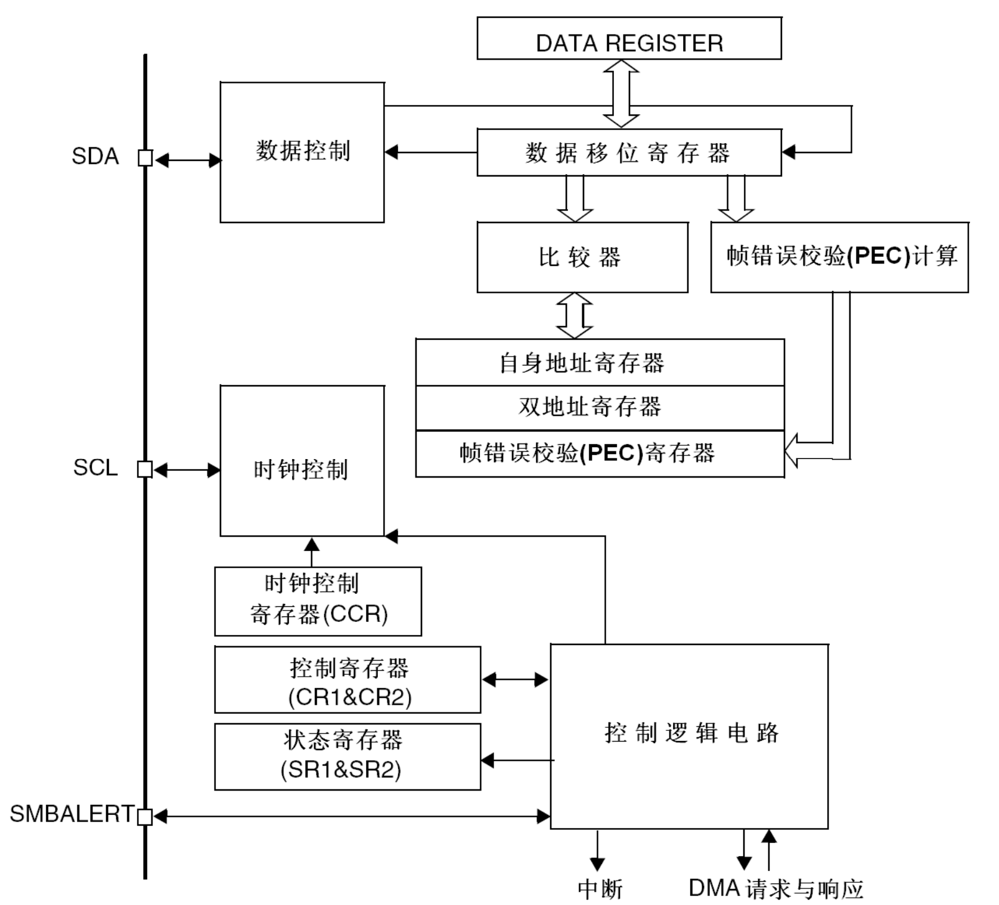 DATA REGISTER
SDA
数据控制
数据移位寄存器
比较器
帧错误校验(PEC)计算
自身地址寄存器
双地址寄存器
帧错误校验(PEC)寄存器
SCL
时钟控制
时钟控制
寄存器(CCR)
控制寄存器
(CR1&CR2)
控制逻辑电路
状态寄存器
(SR1&SR2)
SMBALERT
中断
DMA 请求与响应